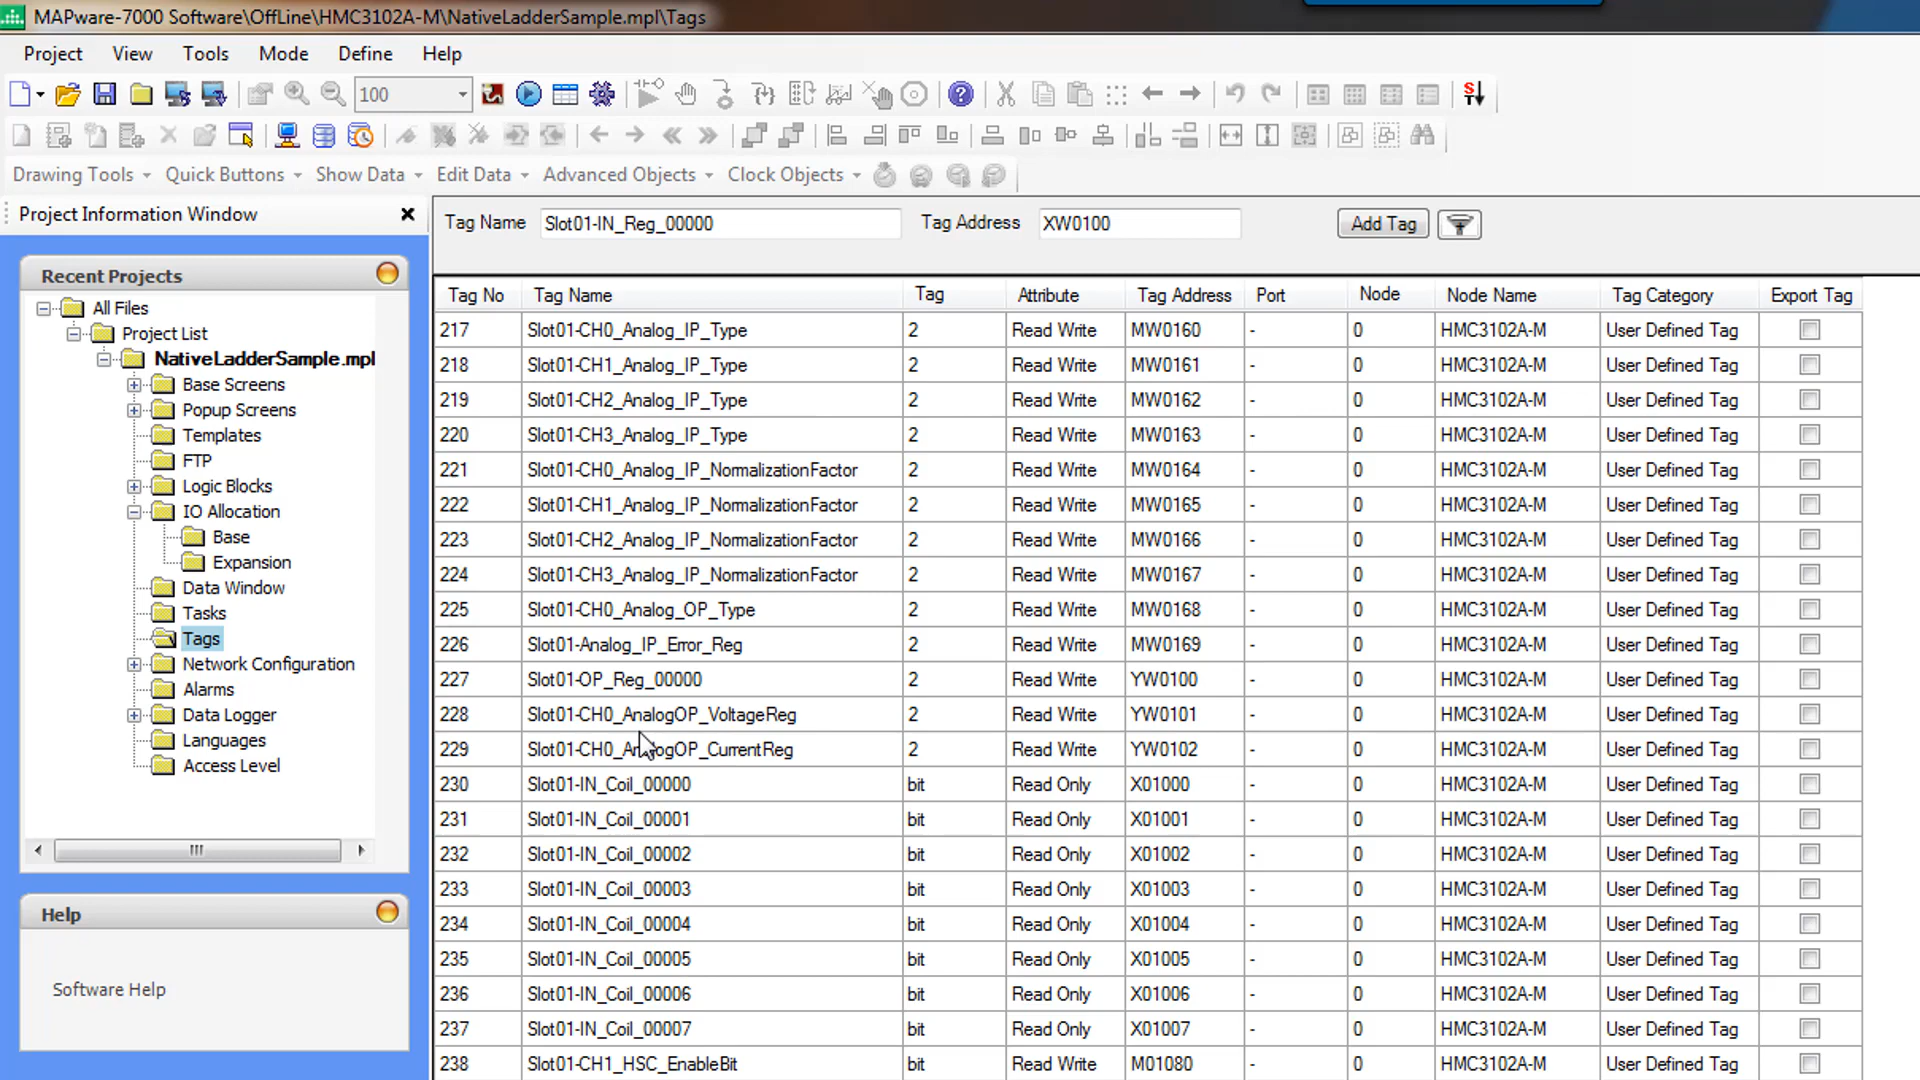 MAPware-7000 Software\OffLine\HMC3102A-M\NativeLadderSample.mpl\Tags
Project View Tools Mode Define Help
100
Drawing Tools Quick Buttons Show Data Edit Data Advanced Objects Clock Objects
Project Information Window
Recent Projects
All Files
Project List
NativeLadderSample.mpl
Base Screens
Popup Screens
Templates
FTP
Logic Blocks
IO Allocation
Base
Expansion
Data Window
Tasks
Tags
Network Configuration
Alarms
Data Logger
Languages
Access Level
Help
Software Help
Tag Name Slot01-IN_Reg_00000 Tag Address XW0100 Add Tag
Tag No Tag Name Tag Attribute Tag Address Port Node Node Name Tag Category Export Tag
217 Slot01-CH0_Analog_IP_Type 2 Read Write MW0160 - 0 HMC3102A-M User Defined Tag
218 Slot01-CH1_Analog_IP_Type 2 Read Write MW0161 - 0 HMC3102A-M User Defined Tag
219 Slot01-CH2_Analog_IP_Type 2 Read Write MW0162 - 0 HMC3102A-M User Defined Tag
220 Slot01-CH3_Analog_IP_Type 2 Read Write MW0163 - 0 HMC3102A-M User Defined Tag
221 Slot01-CH0_Analog_IP_NormalizationFactor 2 Read Write MW0164 - 0 HMC3102A-M User Defined Tag
222 Slot01-CH1_Analog_IP_NormalizationFactor 2 Read Write MW0165 - 0 HMC3102A-M User Defined Tag
223 Slot01-CH2_Analog_IP_NormalizationFactor 2 Read Write MW0166 - 0 HMC3102A-M User Defined Tag
224 Slot01-CH3_Analog_IP_NormalizationFactor 2 Read Write MW0167 - 0 HMC3102A-M User Defined Tag
225 Slot01-CH0_Analog_OP_Type 2 Read Write MW0168 - 0 HMC3102A-M User Defined Tag
226 Slot01-Analog_IP_Error_Reg 2 Read Write MW0169 - 0 HMC3102A-M User Defined Tag
227 Slot01-OP_Reg_00000 2 Read Write YW0100 - 0 HMC3102A-M User Defined Tag
228 Slot01-CH0_AnalogOP_VoltageReg 2 Read Write YW0101 - 0 HMC3102A-M User Defined Tag
229 Slot01-CH0_AnalogOP_CurrentReg 2 Read Write YW0102 - 0 HMC3102A-M User Defined Tag
230 Slot01-IN_Coil_00000 bit Read Only X01000 - 0 HMC3102A-M User Defined Tag
231 Slot01-IN_Coil_00001 bit Read Only X01001 - 0 HMC3102A-M User Defined Tag
232 Slot01-IN_Coil_00002 bit Read Only X01002 - 0 HMC3102A-M User Defined Tag
233 Slot01-IN_Coil_00003 bit Read Only X01003 - 0 HMC3102A-M User Defined Tag
234 Slot01-IN_Coil_00004 bit Read Only X01004 - 0 HMC3102A-M User Defined Tag
235 Slot01-IN_Coil_00005 bit Read Only X01005 - 0 HMC3102A-M User Defined Tag
236 Slot01-IN_Coil_00006 bit Read Only X01006 - 0 HMC3102A-M User Defined Tag
237 Slot01-IN_Coil_00007 bit Read Only X01007 - 0 HMC3102A-M User Defined Tag
238 Slot01-CH1_HSC_EnableBit bit Read Write M01080 - 0 HMC3102A-M User Defined Tag